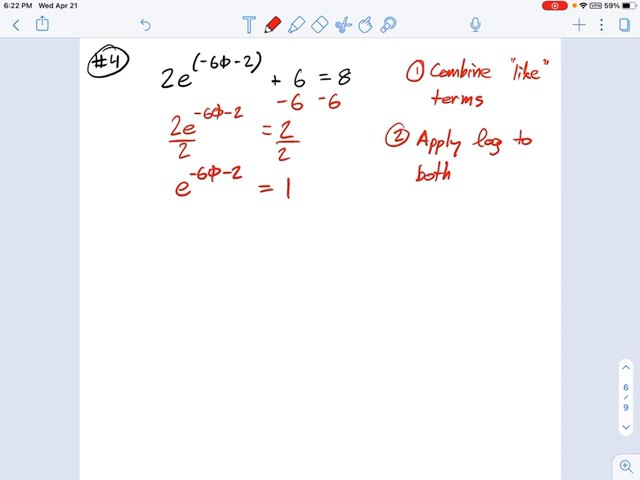 6:22 PM Wed Apr 21
VPN 59%
#4
2e^(-6φ-2) + 6 = 8
-6 -6
2e^-6φ-2 = 2
2 2
e^-6φ-2 = 1
① Combine "like"
terms
② Apply log to
both
T
6
/
9